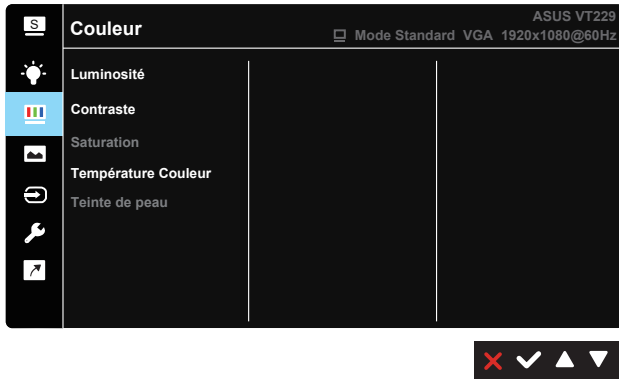 S
Couleur
ASUS VT229
Mode Standard VGA 1920x1080@60Hz
Luminosité
Contraste
Saturation
Température Couleur
Teinte de peau